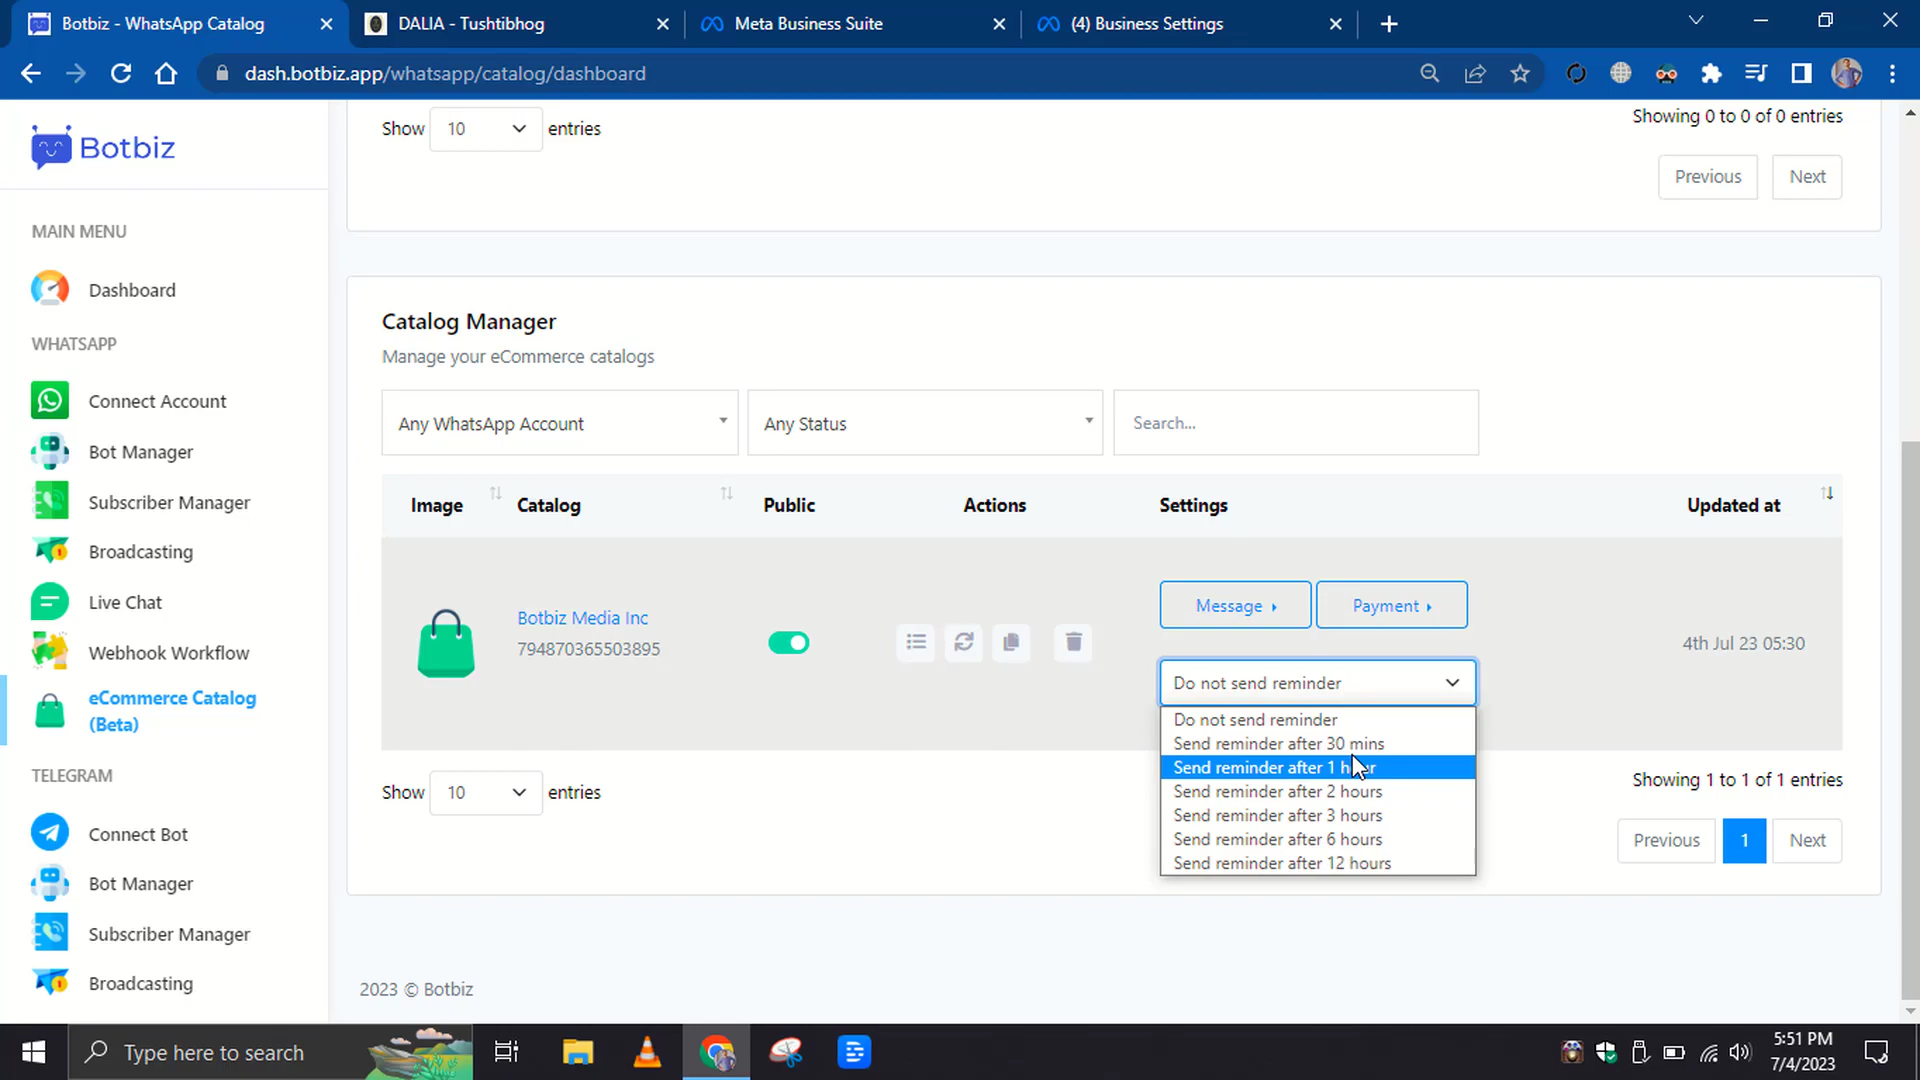 Botbiz - WhatsApp Catalog
DALIA - Tushtibhog
Meta Business Suite
(4) Business Settings
dash.botbiz.app/whatsapp/catalog/dashboard
Botbiz
MAIN MENU
Dashboard
WHATSAPP
Connect Account
Bot Manager
Subscriber Manager
Broadcasting
Live Chat
Webhook Workflow
eCommerce Catalog
(Beta)
TELEGRAM
Connect Bot
Bot Manager
Subscriber Manager
Broadcasting
Show 10 entries
Showing 0 to 0 of 0 entries
Previous Next
Catalog Manager
Manage your eCommerce catalogs
Any WhatsApp Account
Any Status
Search...
Image Catalog Public Actions Settings Updated at
Botbiz Media Inc
794870365503895
Message
Payment
4th Jul 23 05:30
Do not send reminder
Do not send reminder
Send reminder after 30 mins
Send reminder after 1 hour
Send reminder after 2 hours
Send reminder after 3 hours
Send reminder after 6 hours
Send reminder after 12 hours
Show 10 entries
Showing 1 to 1 of 1 entries
Previous 1 Next
2023 © Botbiz
Type here to search
5:51 PM
7/4/2023